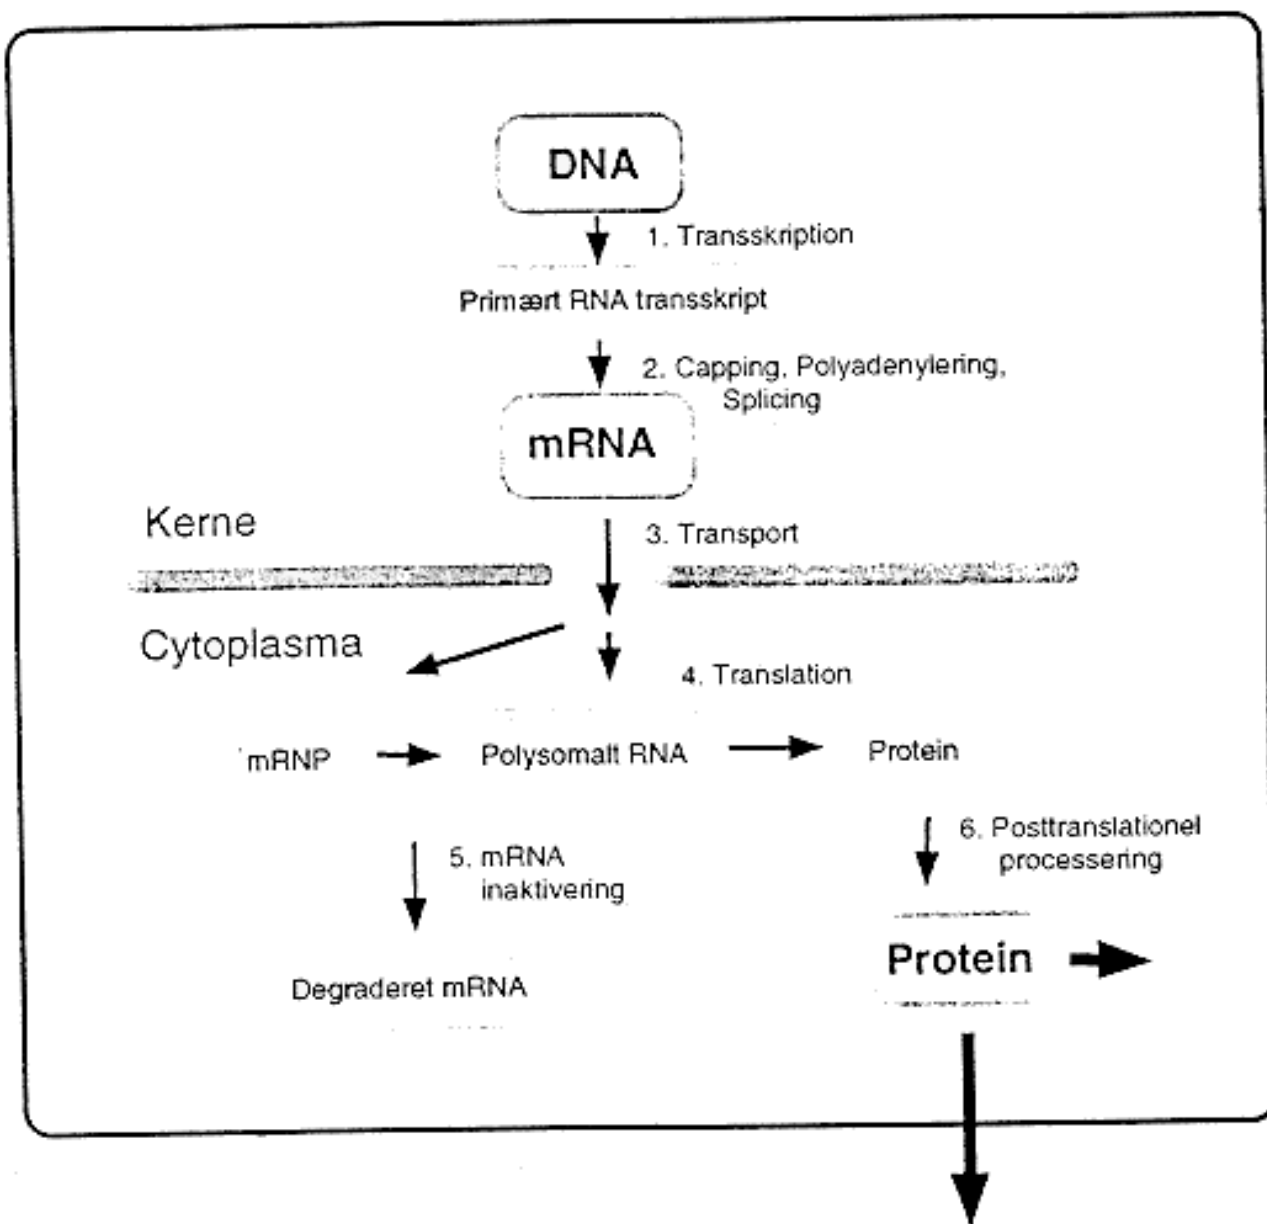 DNA
1. Transskription
Primært RNA transskript
2. Capping, Polyadenylering,
Splicing
mRNA
Kerne
3. Transport
Cytoplasma
4. Translation
mRNP
Polysomalt RNA
Protein
5. mRNA
inaktivering
6. Posttranslationel
processering
Protein
Degraderet mRNA